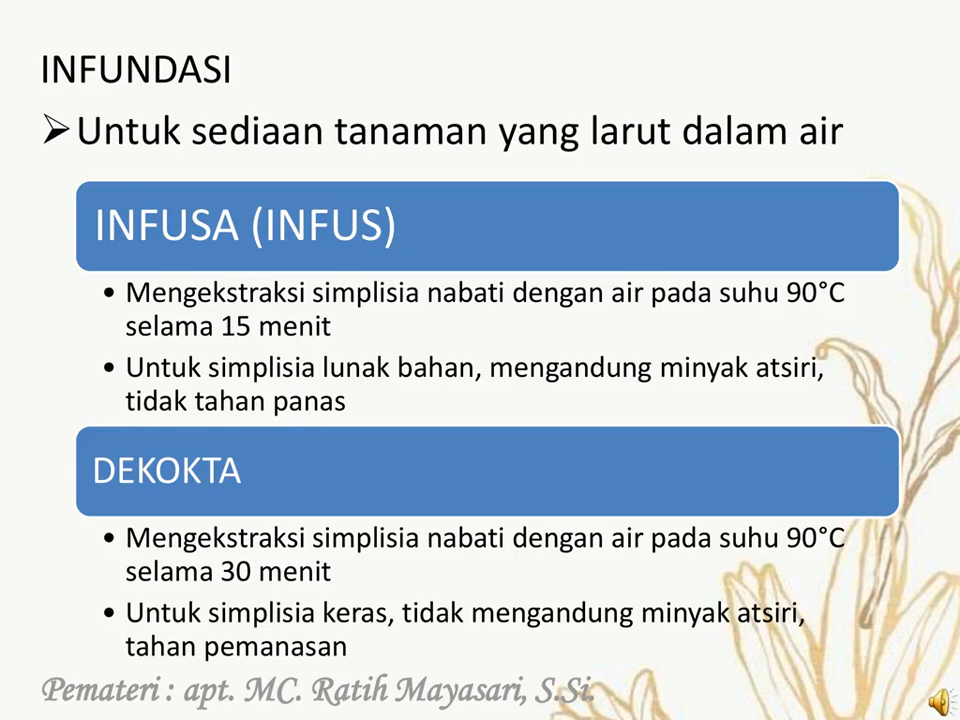 INFUNDASI
➢Untuk sediaan tanaman yang larut dalam air
INFUSA (INFUS)
• Mengekstraksi simplisia nabati dengan air pada suhu 90°C
selama 15 menit
• Untuk simplisia lunak bahan, mengandung minyak atsiri,
tidak tahan panas
DEKOKTA
• Mengekstraksi simplisia nabati dengan air pada suhu 90°C
selama 30 menit
• Untuk simplisia keras, tidak mengandung minyak atsiri,
tahan pemanasan
Pemateri : apt. MC. Ratih Mayasari, S.Si.